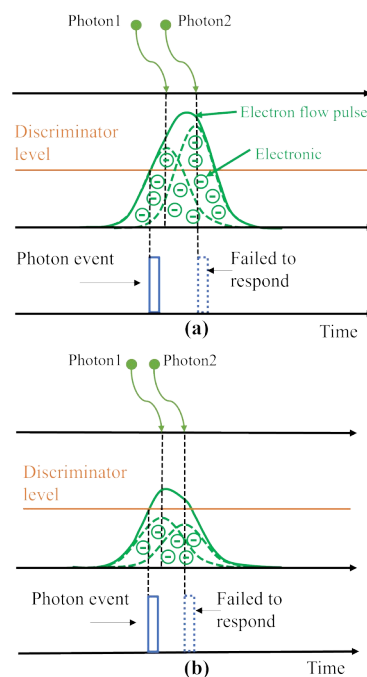 Photon1 Photon2
Electron flow pulse
Discriminator
level
Electronic
Photon event
Failed to
respond
Time
(a)
Photon1 Photon2
Discriminator
level
Photon event
Failed to
respond
Time
(b)